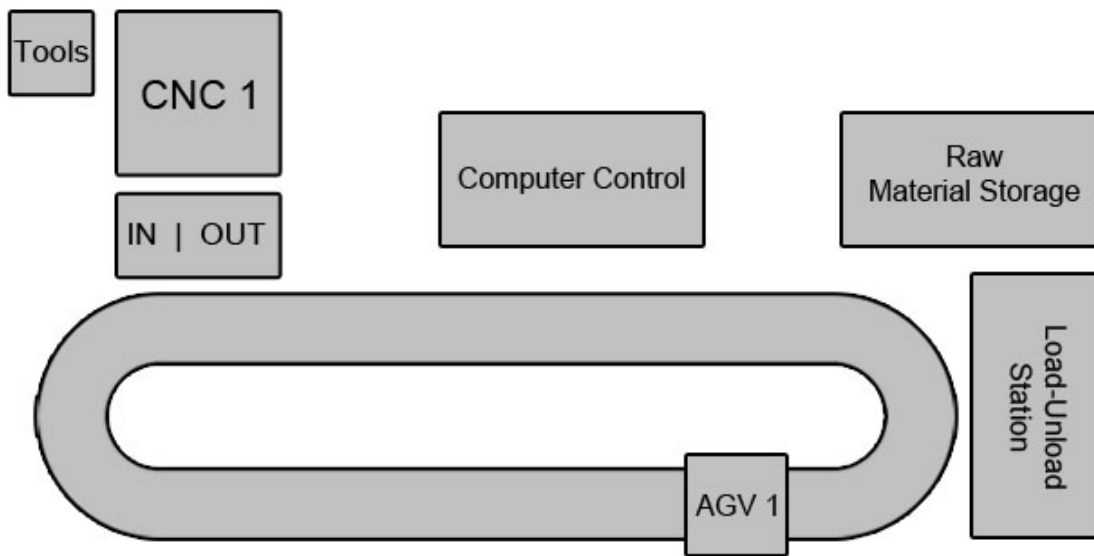 Tools
CNC 1
IN | OUT
Computer Control
Raw
Material Storage
Load-Unload
Station
AGV 1